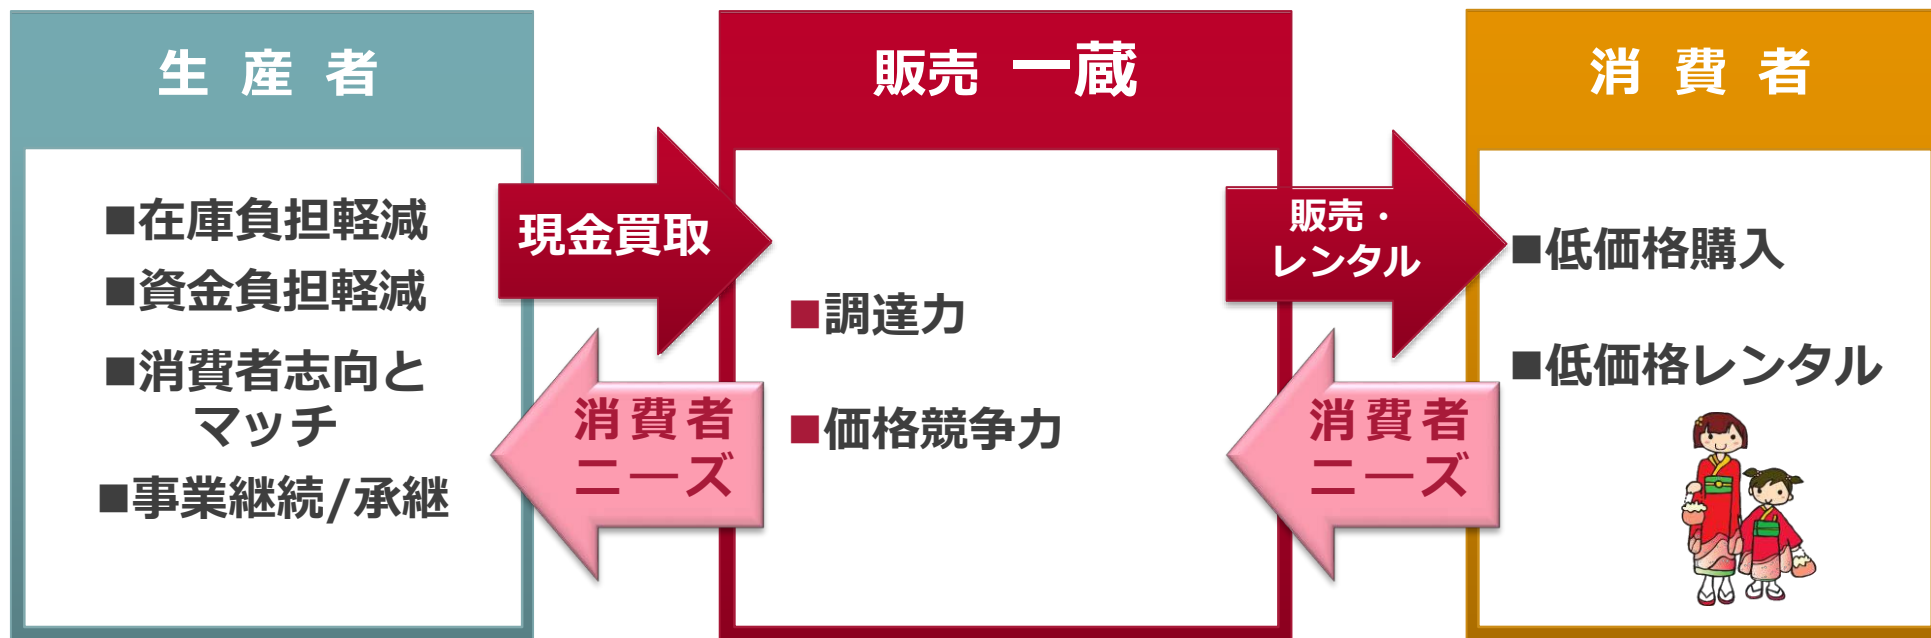 生 産 者
■在庫負担軽減
■資金負担軽減
■消費者志向と
マッチ
■事業継続/承継
現金買取
消費者
ニーズ
販売 一蔵
■調達力
■価格競争力
販売・
レンタル
消費者
ニーズ
消 費 者
■低価格購入
■低価格レンタル